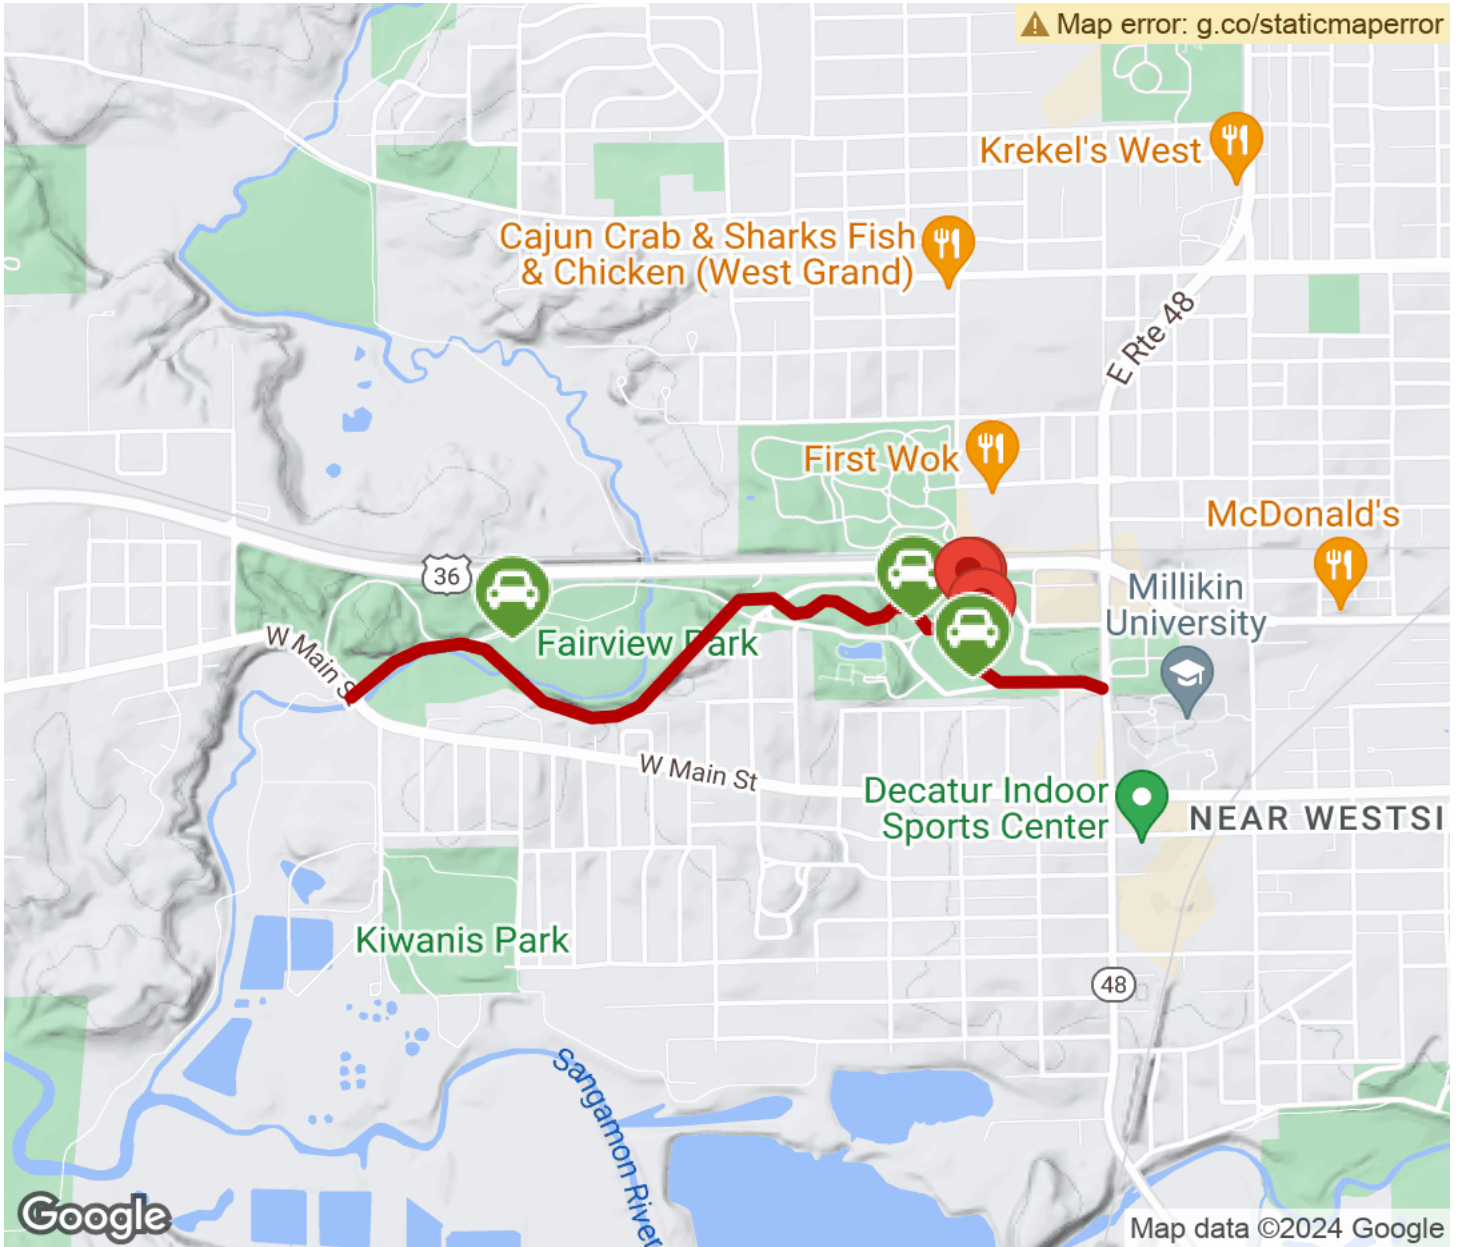 Map error: g.co/staticmaperror
Krekel's West
Cajun Crab & Sharks Fish
& Chicken (West Grand)
E Rte 48
First Wok
McDonald's
36
Millikin
University
Fairview Park
W Main St
W Main St
Decatur Indoor
Sports Center
NEAR WESTSI
Kiwanis Park
48
Sangamon River
Google
Map data ©2024 Google